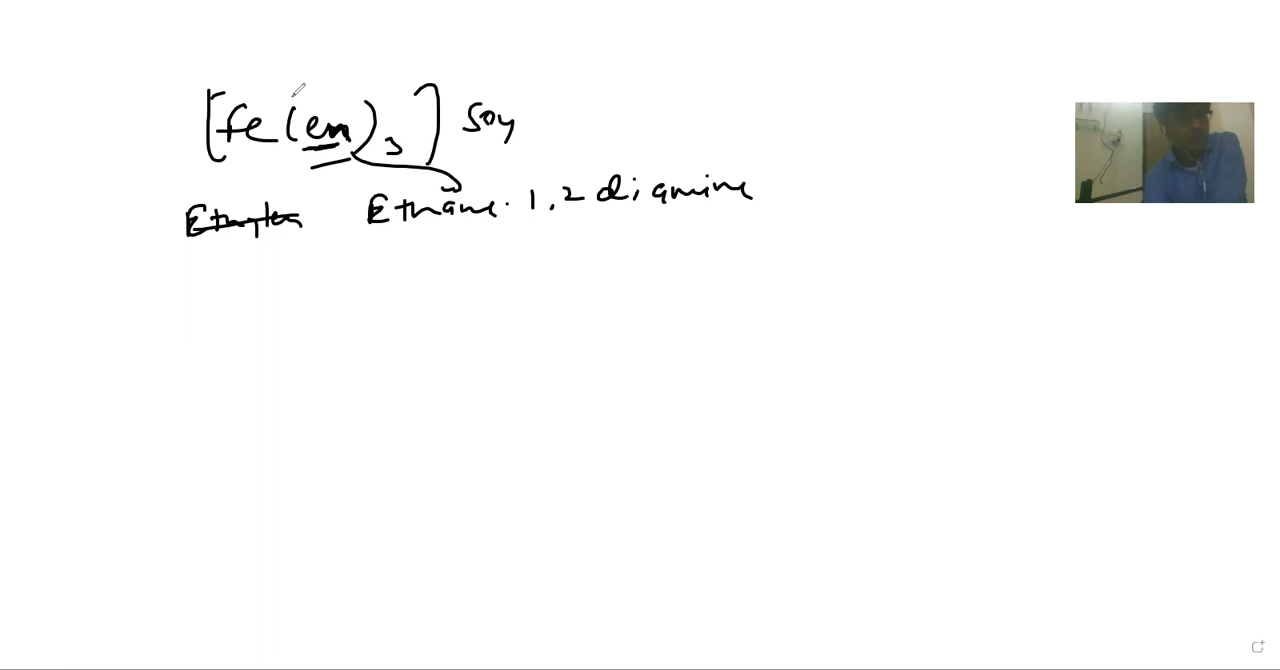 [Fe(en)3] SO4
Ethane. 1,2 diamine